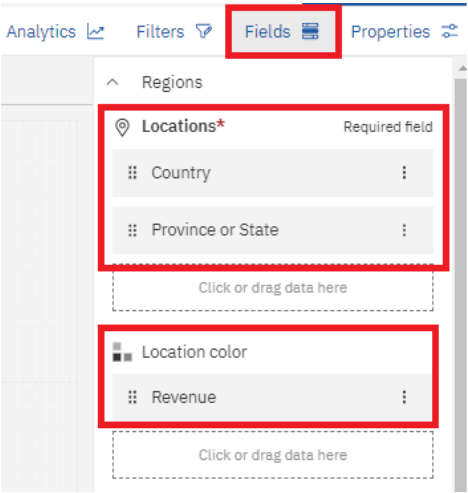 Analytics Filters Fields Properties
Regions
Locations* Required field
Country
Province or State
Click or drag data here
Location color
Revenue
Click or drag data here